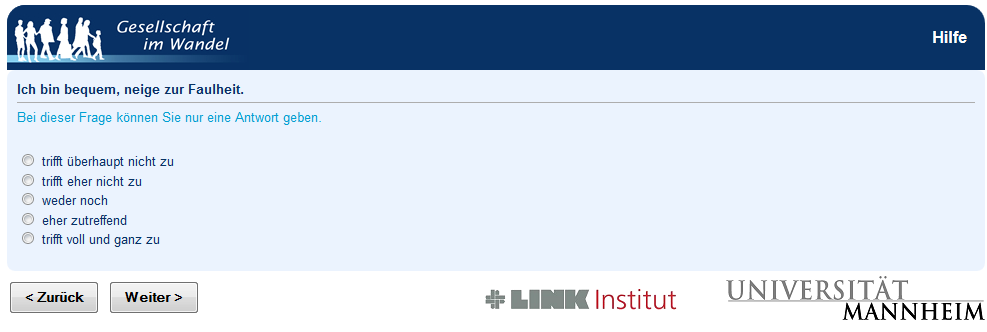 Gesellschaft
im Wandel
Hilfe
Ich bin bequem, neige zur Faulheit.
Bei dieser Frage können Sie nur eine Antwort geben.
trifft überhaupt nicht zu
trifft eher nicht zu
weder noch
eher zutreffend
trifft voll und ganz zu
< Zurück
Weiter >
LINK Institut
UNIVERSITÄT
MANNHEIM